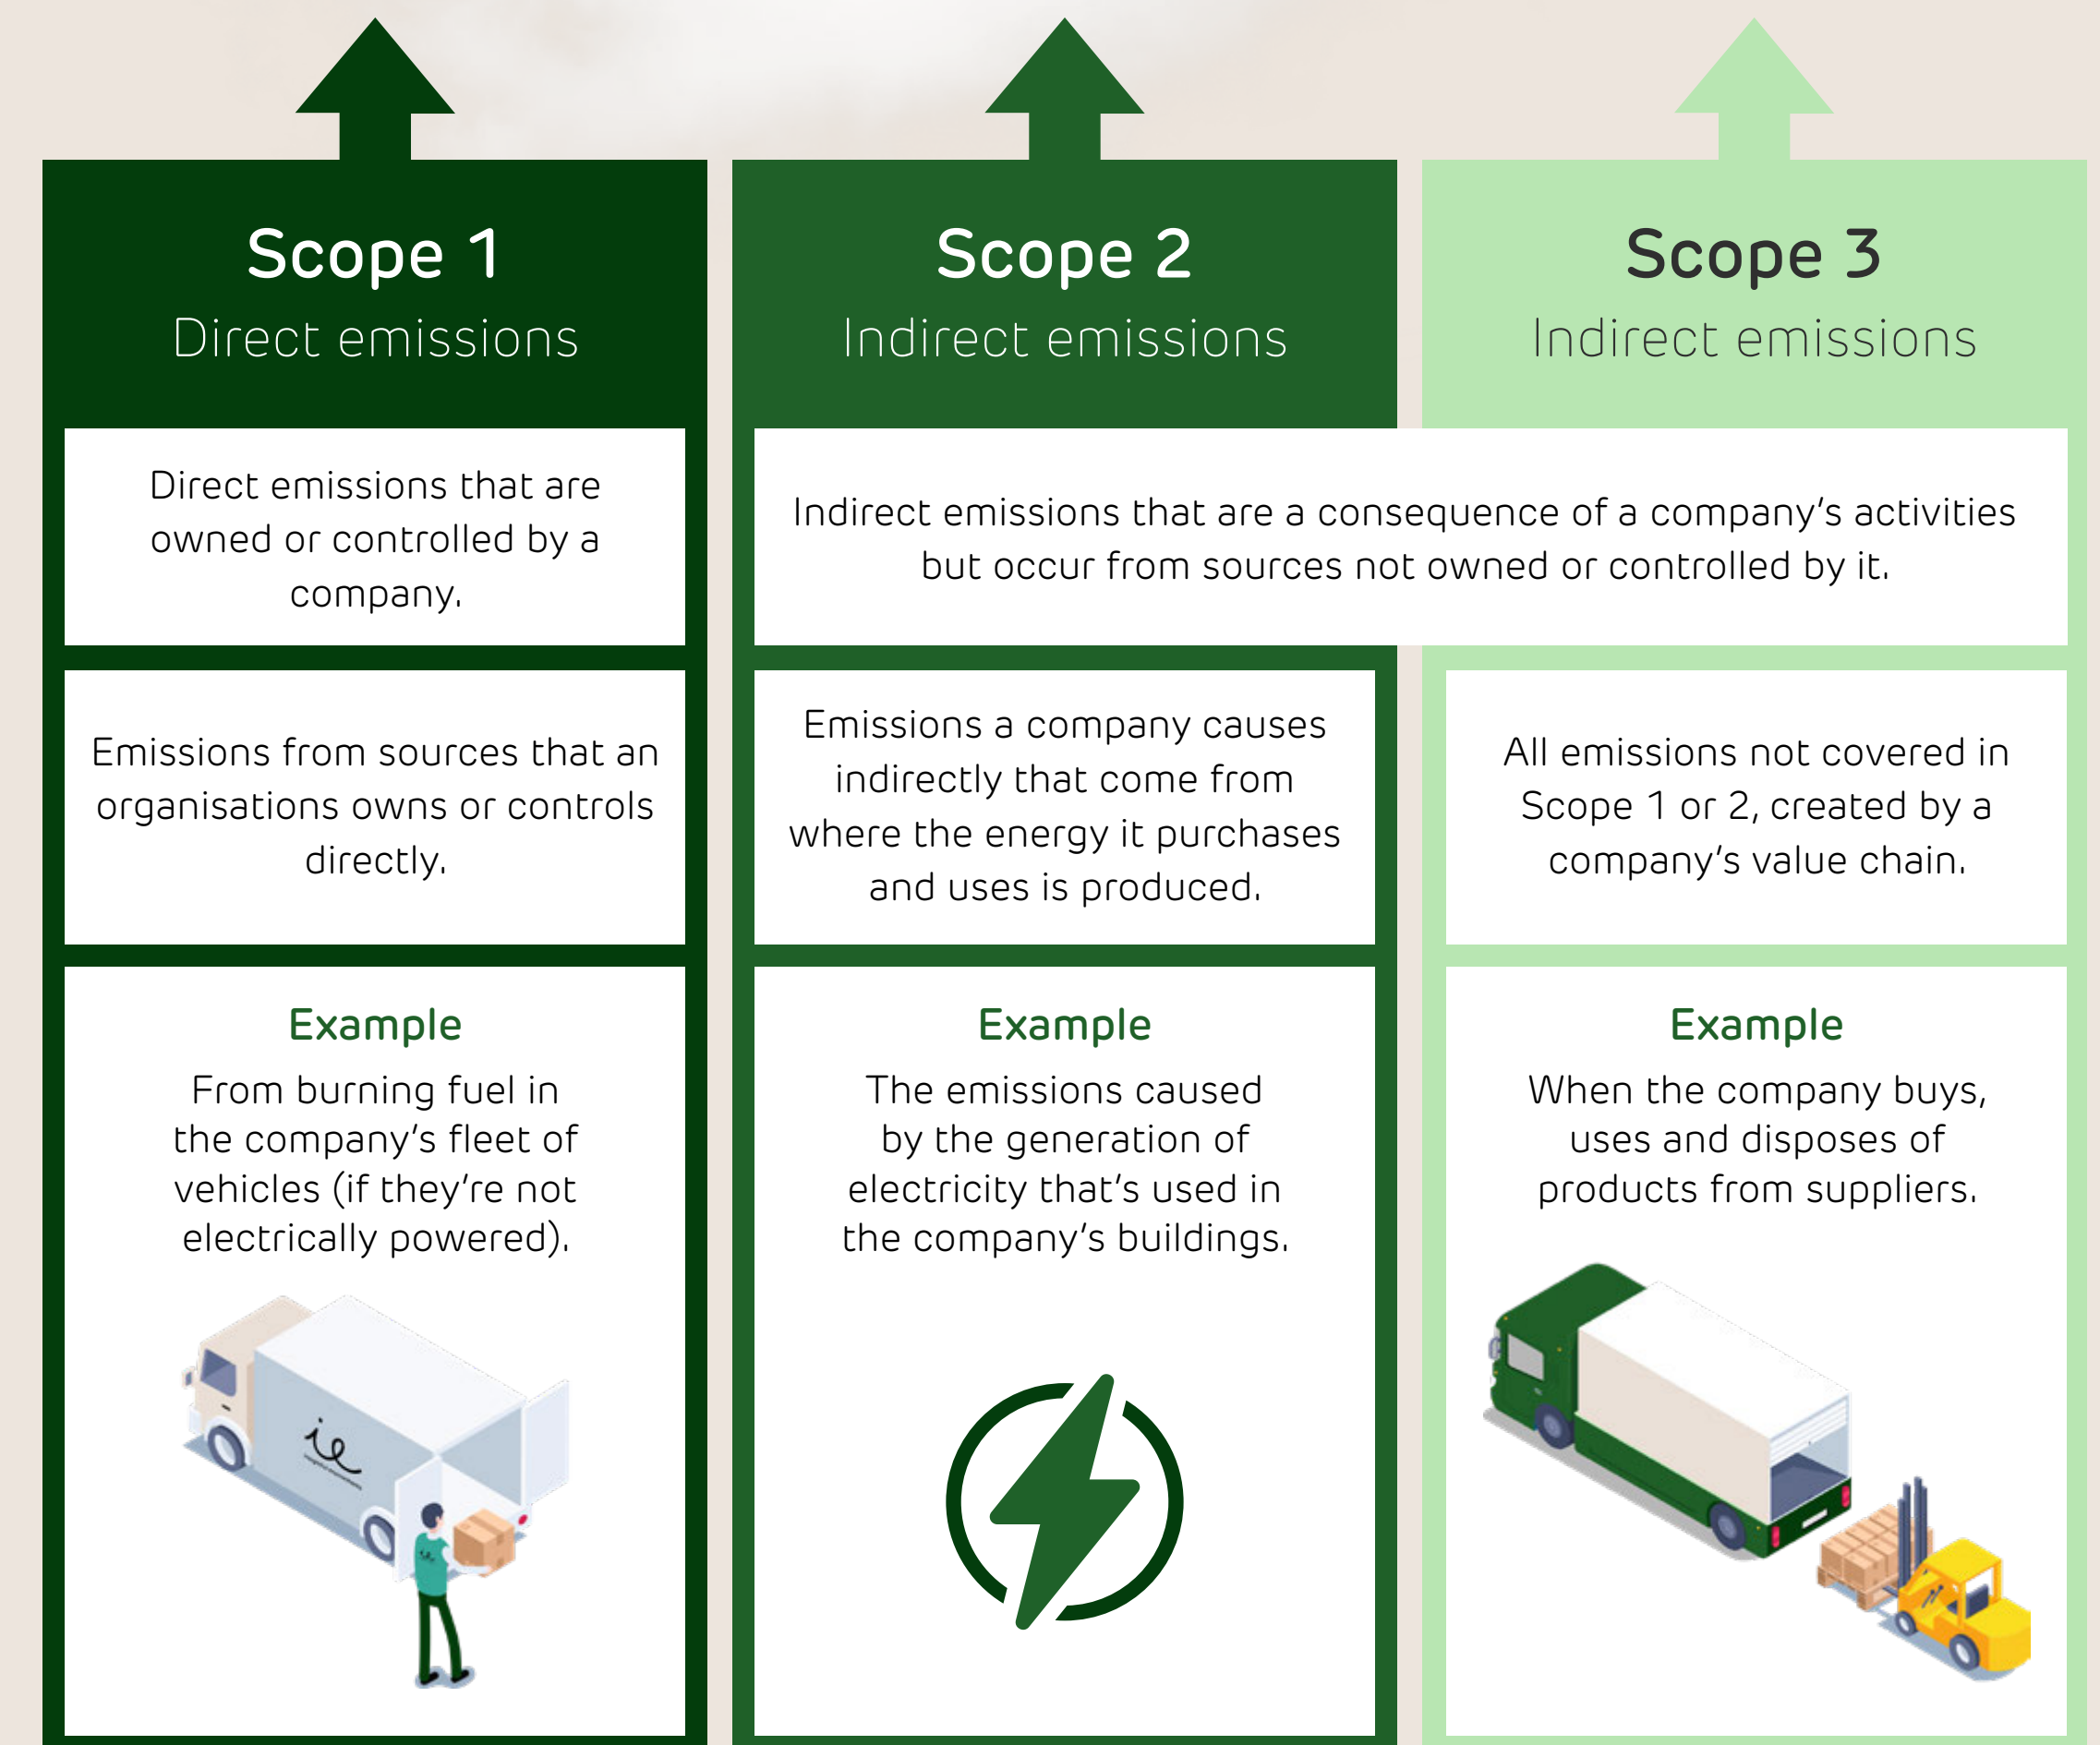 Scope 1
Direct emissions
Direct emissions that are
owned or controlled by a
company.
Emissions from sources that an
organisations owns or controls
directly.
Example
From burning fuel in
the company's fleet of
vehicles (if they're not
electrically powered).
ie
Scope 2
Indirect emissions
Scope 3
Indirect emissions
Indirect emissions that are a consequence of a company's activities
but occur from sources not owned or controlled by it.
Emissions a company causes
indirectly that come from
where the energy it purchases
and uses is produced.
Example
The emissions caused
by the generation of
electricity that's used in
the company's buildings.
All emissions not covered in
Scope 1 or 2, created by a
company's value chain.
Example
When the company buys,
uses and disposes of
products from suppliers.